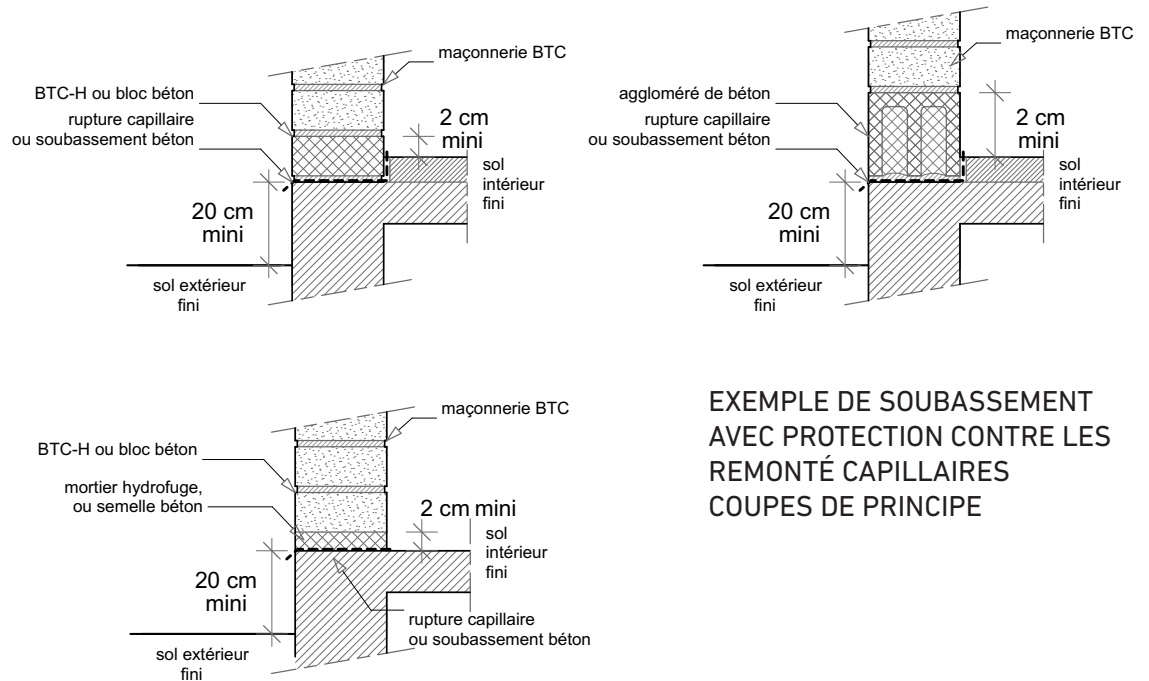 maçonnerie BTC
BTC-H ou bloc béton
rupture capillaire
ou soubassement béton
2 cm
mini
sol
intérieur
fini
20 cm
mini
sol extérieur
fini
maçonnerie BTC
aggloméré de béton
rupture capillaire
ou soubassement béton
2 cm
mini
sol
intérieur
fini
20 cm
mini
sol extérieur
fini
maçonnerie BTC
BTC-H ou bloc béton
mortier hydrofuge,
ou semelle béton
2 cm mini
sol
intérieur
fini
20 cm
mini
rupture capillaire
ou soubassement béton
sol extérieur
fini
EXEMPLE DE SOUBASSEMENT
AVEC PROTECTION CONTRE LES
REMONTÉ CAPILLAIRES
COUPES DE PRINCIPE